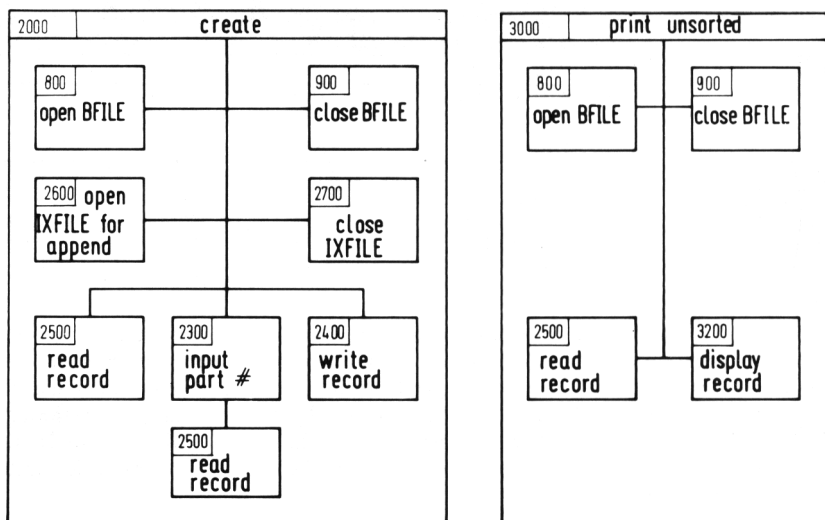 2000 create
800
open BFILE
900
close BFILE
2600 open
IXFILE for
append
2700
close
IXFILE
2500
read
record
2300
input
part #
2400
write
record
2500
read
record
3000 print unsorted
800
open BFILE
900
close BFILE
2500
read
record
3200
display
record